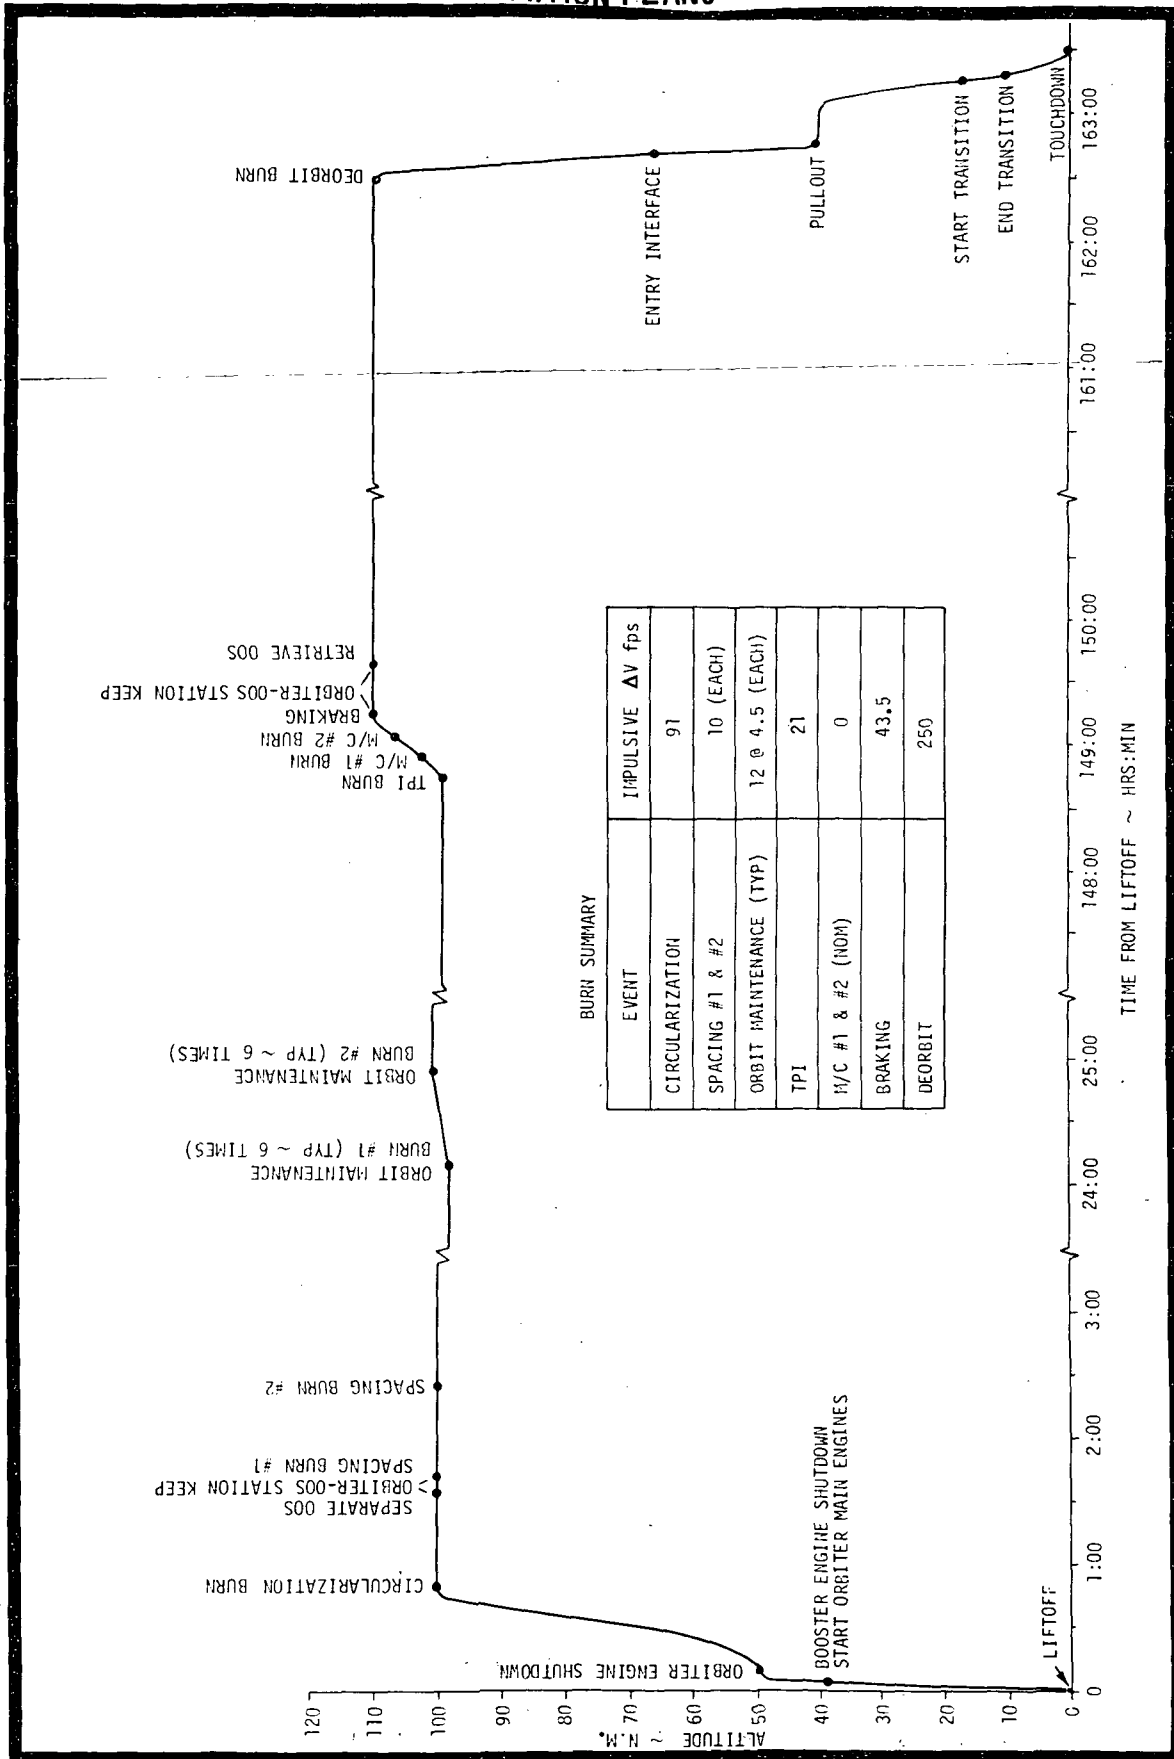 120
110
100
90
80
70
60
50
40
30
20
10
0
ALTITUDE ~ N.M.
LIFTOFF
BOOSTER ENGINE SHUTDOWN
START ORBITER MAIN ENGINES
ORBITER ENGINE SHUTDOWN
CIRCULARIZATION BURN
SEPARATE OOS
ORBITER-OOS STATION KEEP
SPACING BURN #1
SPACING BURN #2
ORBIT MAINTENANCE
BURN #1 (TYP ~ 6 TIMES)
ORBIT MAINTENANCE
BURN #2 (TYP ~ 6 TIMES)
TPI BURN
M/C #1 BURN
M/C #2 BURN
BRAKING
ORBITER-OOS STATION KEEP
RETRIEVE OOS
DEORBIT BURN
ENTRY INTERFACE
PULLOUT
START TRANSITION
END TRANSITION
TOUCHDOWN
BURN SUMMARY
EVENT IMPULSIVE ΔV fps
CIRCULARIZATION 91
SPACING #1 & #2 10 (EACH)
ORBIT MAINTENANCE (TYP) 12 @ 4.5 (EACH)
TPI 21
M/C #1 & #2 (NOM) 0
BRAKING 43.5
DEORBIT 250
0 1:00 2:00 3:00 24:00 25:00 148:00 149:00 150:00 161:00 162:00 163:00
TIME FROM LIFTOFF ~ HRS:MIN